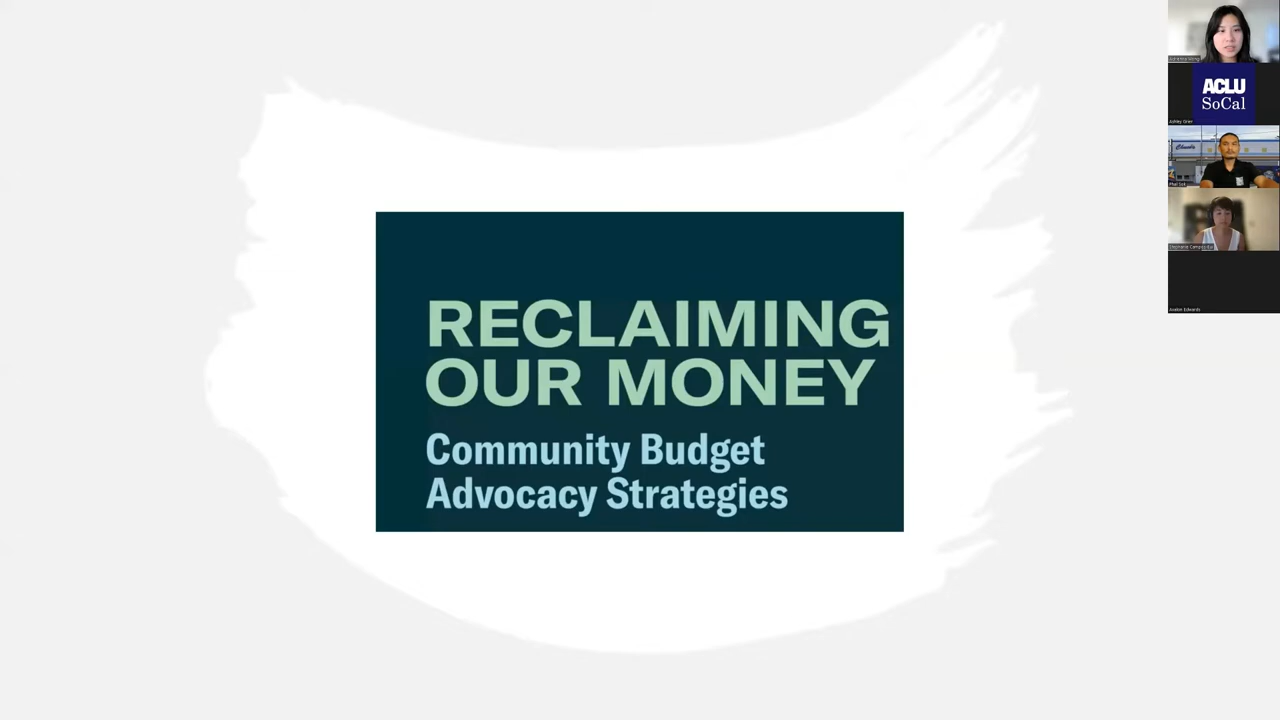 RECLAIMING
OUR MONEY
Community Budget
Advocacy Strategies
ACLU
SoCal